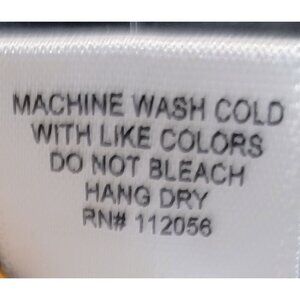 MACHINE WASH COLD
WITH LIKE COLORS
DO NOT BLEACH
HANG DRY
RN# 112056